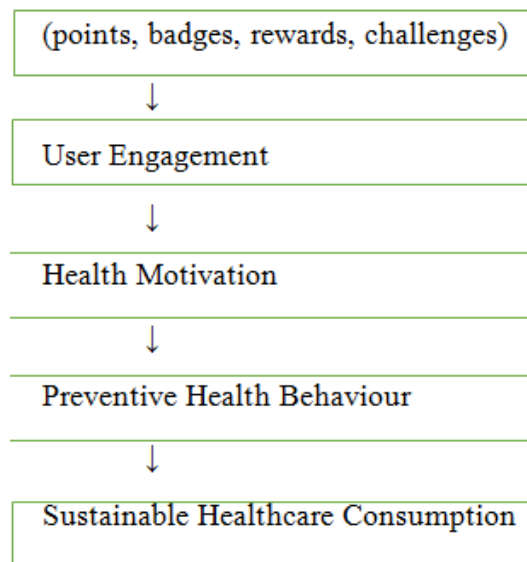 (points, badges, rewards, challenges)
↓
User Engagement
↓
Health Motivation
↓
Preventive Health Behaviour
↓
Sustainable Healthcare Consumption